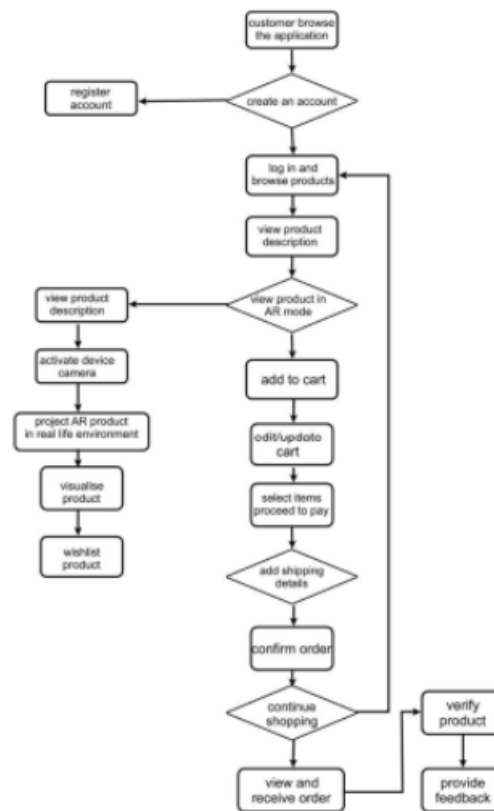 customer browse
the application
register
account
create an account
log in and
browse products
view product
description
view product
description
view product in
AR mode
activate device
camera
add to cart
project AR product
in real life environment
edit/update
cart
visualise
product
select items
proceed to pay
wishlist
product
add shipping
details
confirm order
continue
shopping
verify
product
view and
receive order
provide
feedback